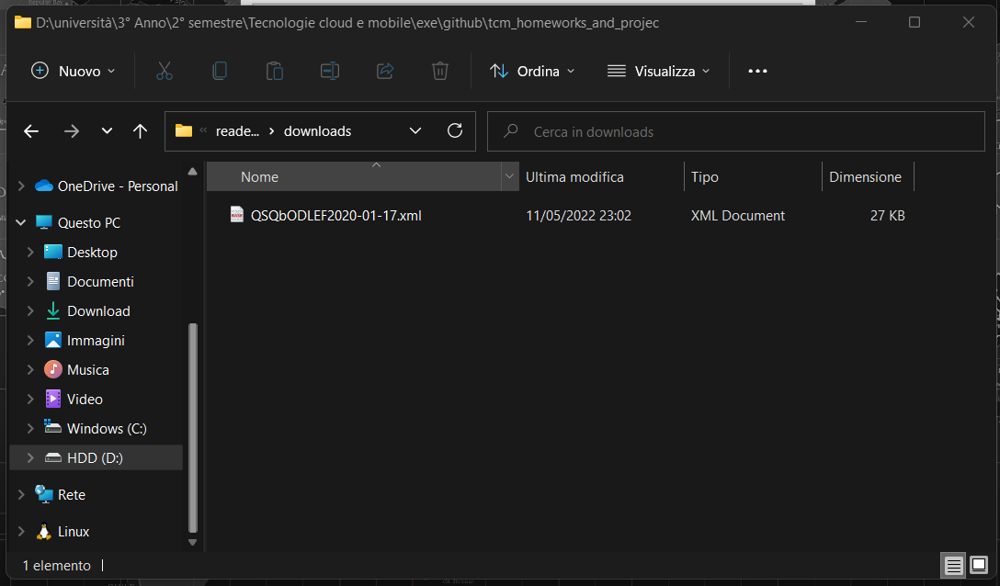 D:\università\3° Anno\2° semestre\Tecnologie cloud e mobile\exe\github\tcm_homeworks_and_projec
Nuovo Ordina Visualizza
« reade... > downloads Cerca in downloads
Nome Ultima modifica Tipo Dimensione
QSQbODLEF2020-01-17.xml 11/05/2022 23:02 XML Document 27 KB
OneDrive - Personal
Questo PC
Desktop
Documenti
Download
Immagini
Musica
Video
Windows (C:)
HDD (D:)
Rete
Linux
1 elemento